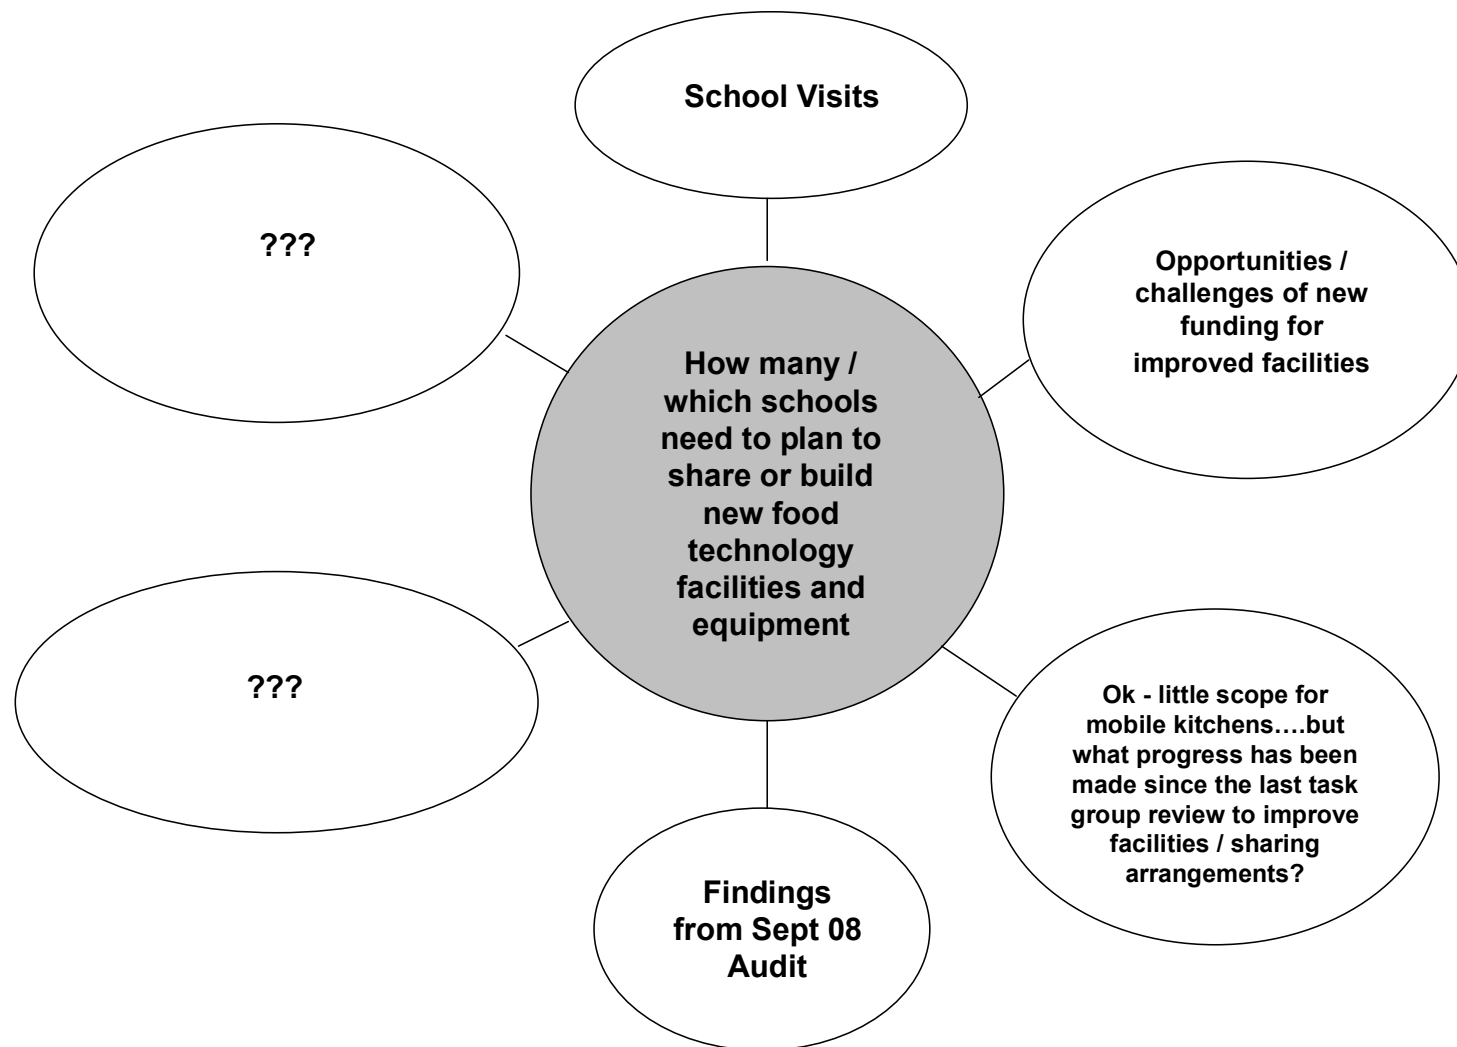 School Visits
???
Opportunities /
challenges of new
funding for
improved facilities
How many /
which schools
need to plan to
share or build
new food
technology
facilities and
equipment
???
Ok - little scope for
mobile kitchens….but
what progress has been
made since the last task
group review to improve
facilities / sharing
arrangements?
Findings
from Sept 08
Audit